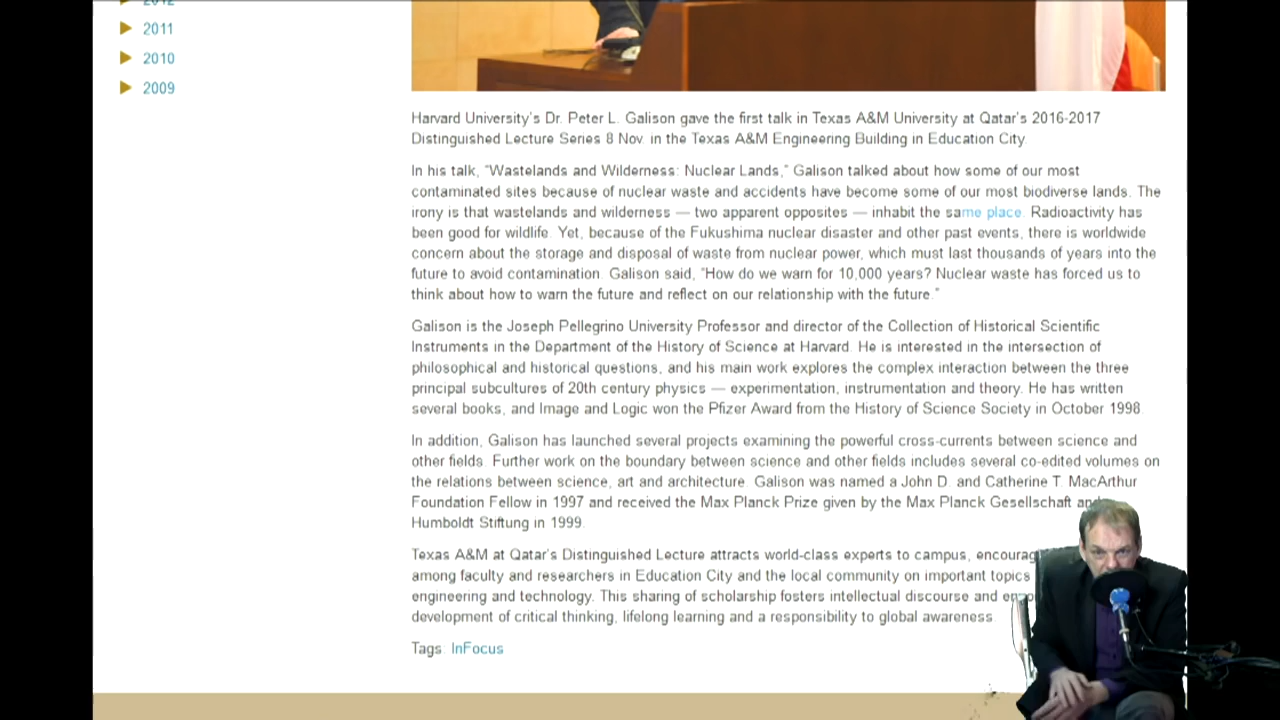 2012
2011
2010
2009
Harvard University's Dr. Peter L. Galison gave the first talk in Texas A&M University at Qatar's 2016-2017
Distinguished Lecture Series 8 Nov. in the Texas A&M Engineering Building in Education City.
In his talk, "Wastelands and Wilderness: Nuclear Lands," Galison talked about how some of our most
contaminated sites because of nuclear waste and accidents have become some of our most biodiverse lands. The
irony is that wastelands and wilderness — two apparent opposites — inhabit the same place. Radioactivity has
been good for wildlife. Yet, because of the Fukushima nuclear disaster and other past events, there is worldwide
concern about the storage and disposal of waste from nuclear power, which must last thousands of years into the
future to avoid contamination. Galison said, "How do we warn for 10,000 years? Nuclear waste has forced us to
think about how to warn the future and reflect on our relationship with the future."
Galison is the Joseph Pellegrino University Professor and director of the Collection of Historical Scientific
Instruments in the Department of the History of Science at Harvard. He is interested in the intersection of
philosophical and historical questions, and his main work explores the complex interaction between the three
principal subcultures of 20th century physics — experimentation, instrumentation and theory. He has written
several books, and Image and Logic won the Pfizer Award from the History of Science Society in October 1998.
In addition, Galison has launched several projects examining the powerful cross-currents between science and
other fields. Further work on the boundary between science and other fields includes several co-edited volumes on
the relations between science, art and architecture. Galison was named a John D. and Catherine T. MacArthur
Foundation Fellow in 1997 and received the Max Planck Prize given by the Max Planck Gesellschaft
Humboldt Stiftung in 1999.
Texas A&M at Qatar's Distinguished Lecture attracts world-class experts to campus,
among faculty and researchers in Education City and the local community on important topics
engineering and technology. This sharing of scholarship fosters intellectual discourse and
development of critical thinking, lifelong learning and a responsibility to global awareness.
Tags: InFocus